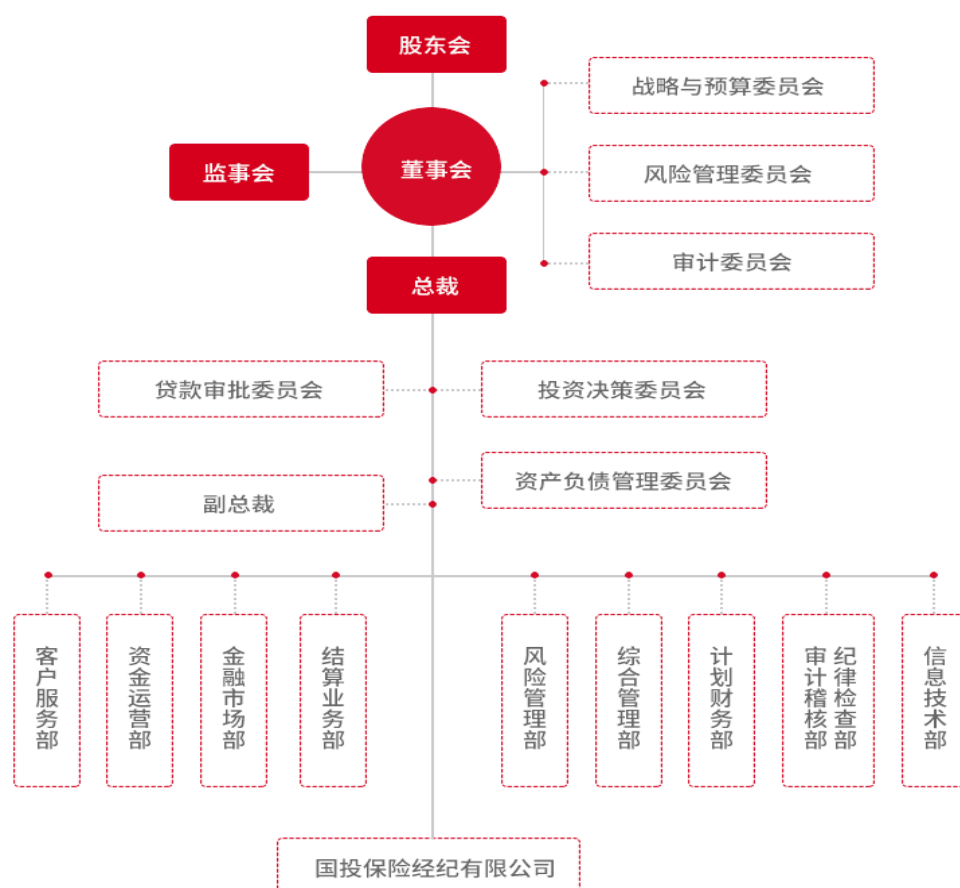 股东会
战略与预算委员会
监事会
董事会
风险管理委员会
审计委员会
总裁
贷款审批委员会
投资决策委员会
资产负债管理委员会
副总裁
客户服务部
资金运营部
金融市场部
结算业务部
风险管理部
综合管理部
计划财务部
纪律检查部
审计稽核部
信息技术部
国投保险经纪有限公司